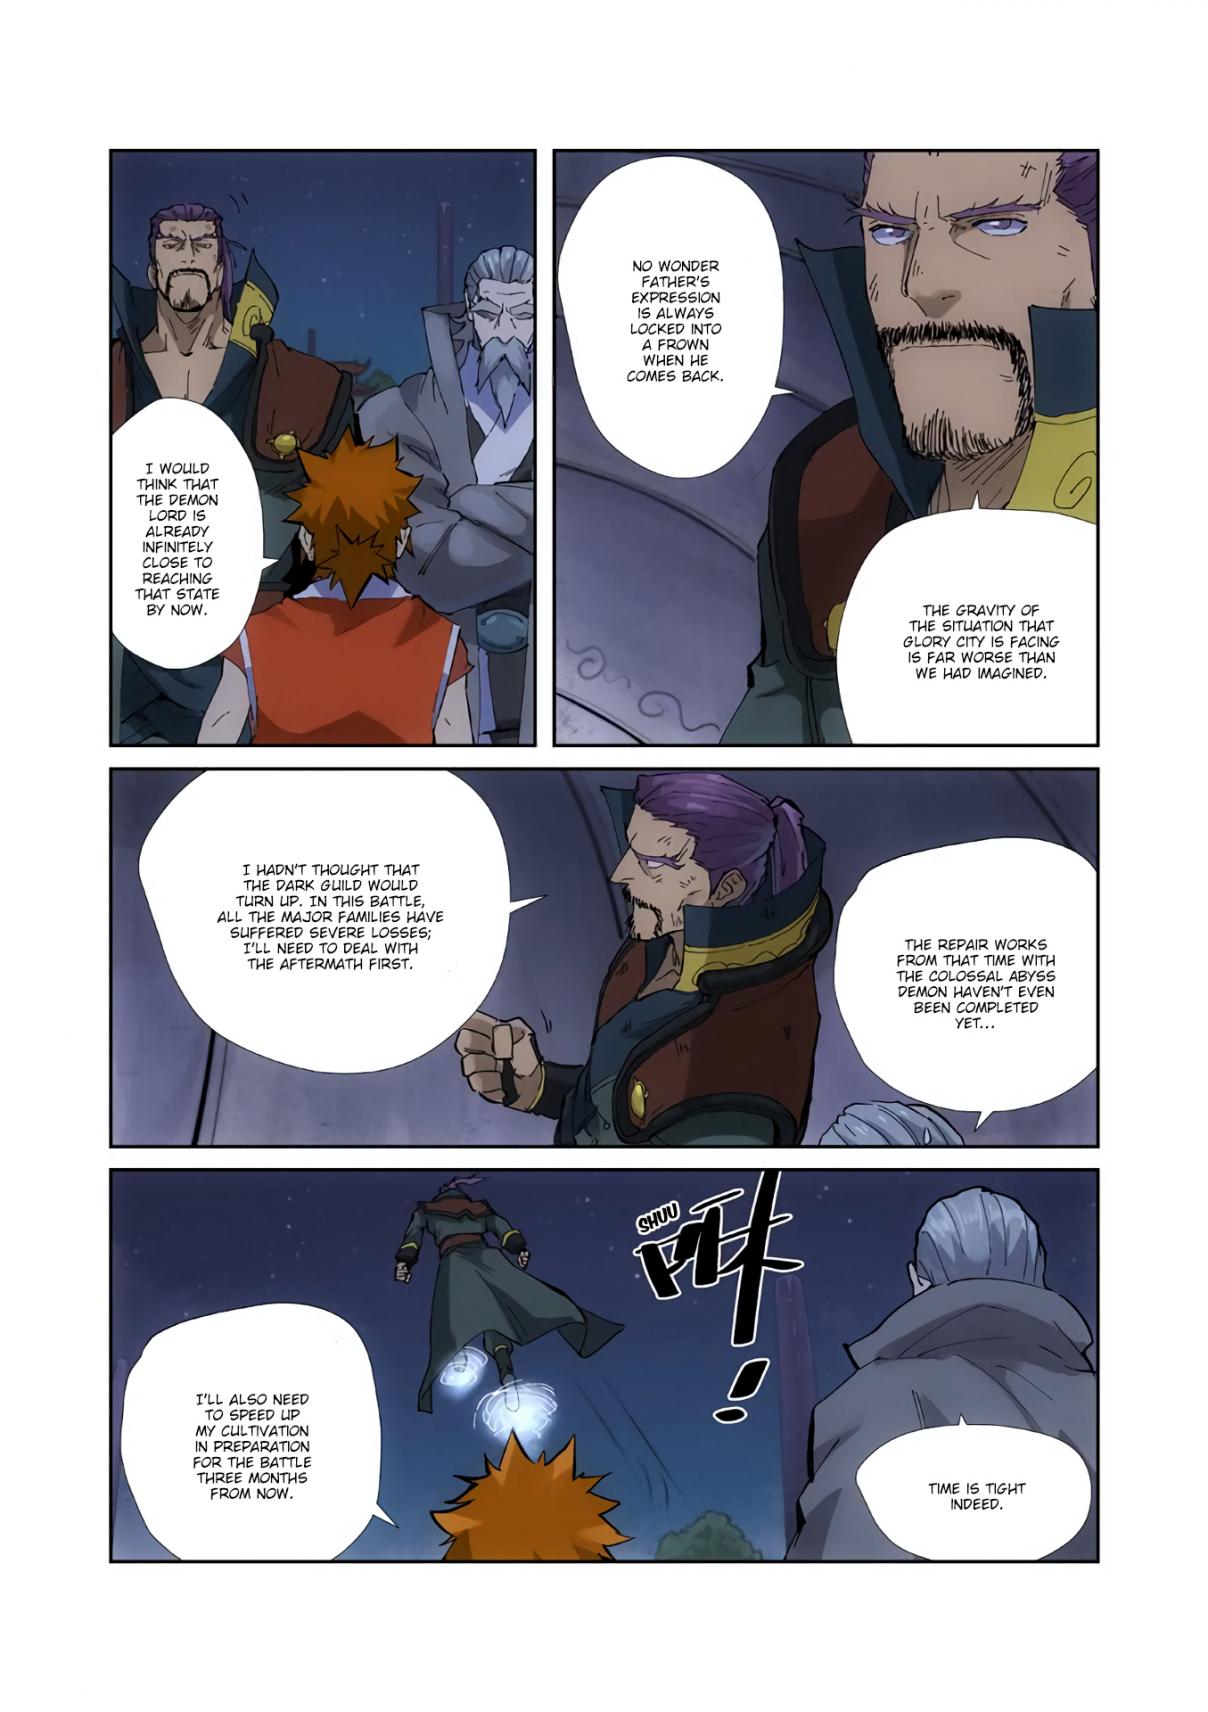 I WOULD
THINK THAT
THE DEMON
LORD IS
ALREADY
INFINITELY
CLOSE TO
REACHING
THAT STATE
BY NOW.
NO WONDER
FATHER'S
EXPRESSION
IS ALWAYS
LOCKED INTO
A FROWN
WHEN HE
COMES BACK.
THE GRAVITY OF
THE SITUATION THAT
GLORY CITY IS FACING
IS FAR WORSE THAN
WE HAD IMAGINED.
I HADN'T THOUGHT THAT
THE DARK GUILD WOULD
TURN UP. IN THIS BATTLE,
ALL THE MAJOR FAMILIES HAVE
SUFFERED SEVERE LOSSES;
I'LL NEED TO DEAL WITH
THE AFTERMATH FIRST.
THE REPAIR WORKS
FROM THAT TIME WITH
THE COLOSSAL ABYSS
DEMON HAVEN'T EVEN
BEEN COMPLETED
YET...
SHUU
I'LL ALSO NEED
TO SPEED UP
MY CULTIVATION
IN PREPARATION
FOR THE BATTLE
THREE MONTHS
FROM NOW.
TIME IS TIGHT
INDEED.